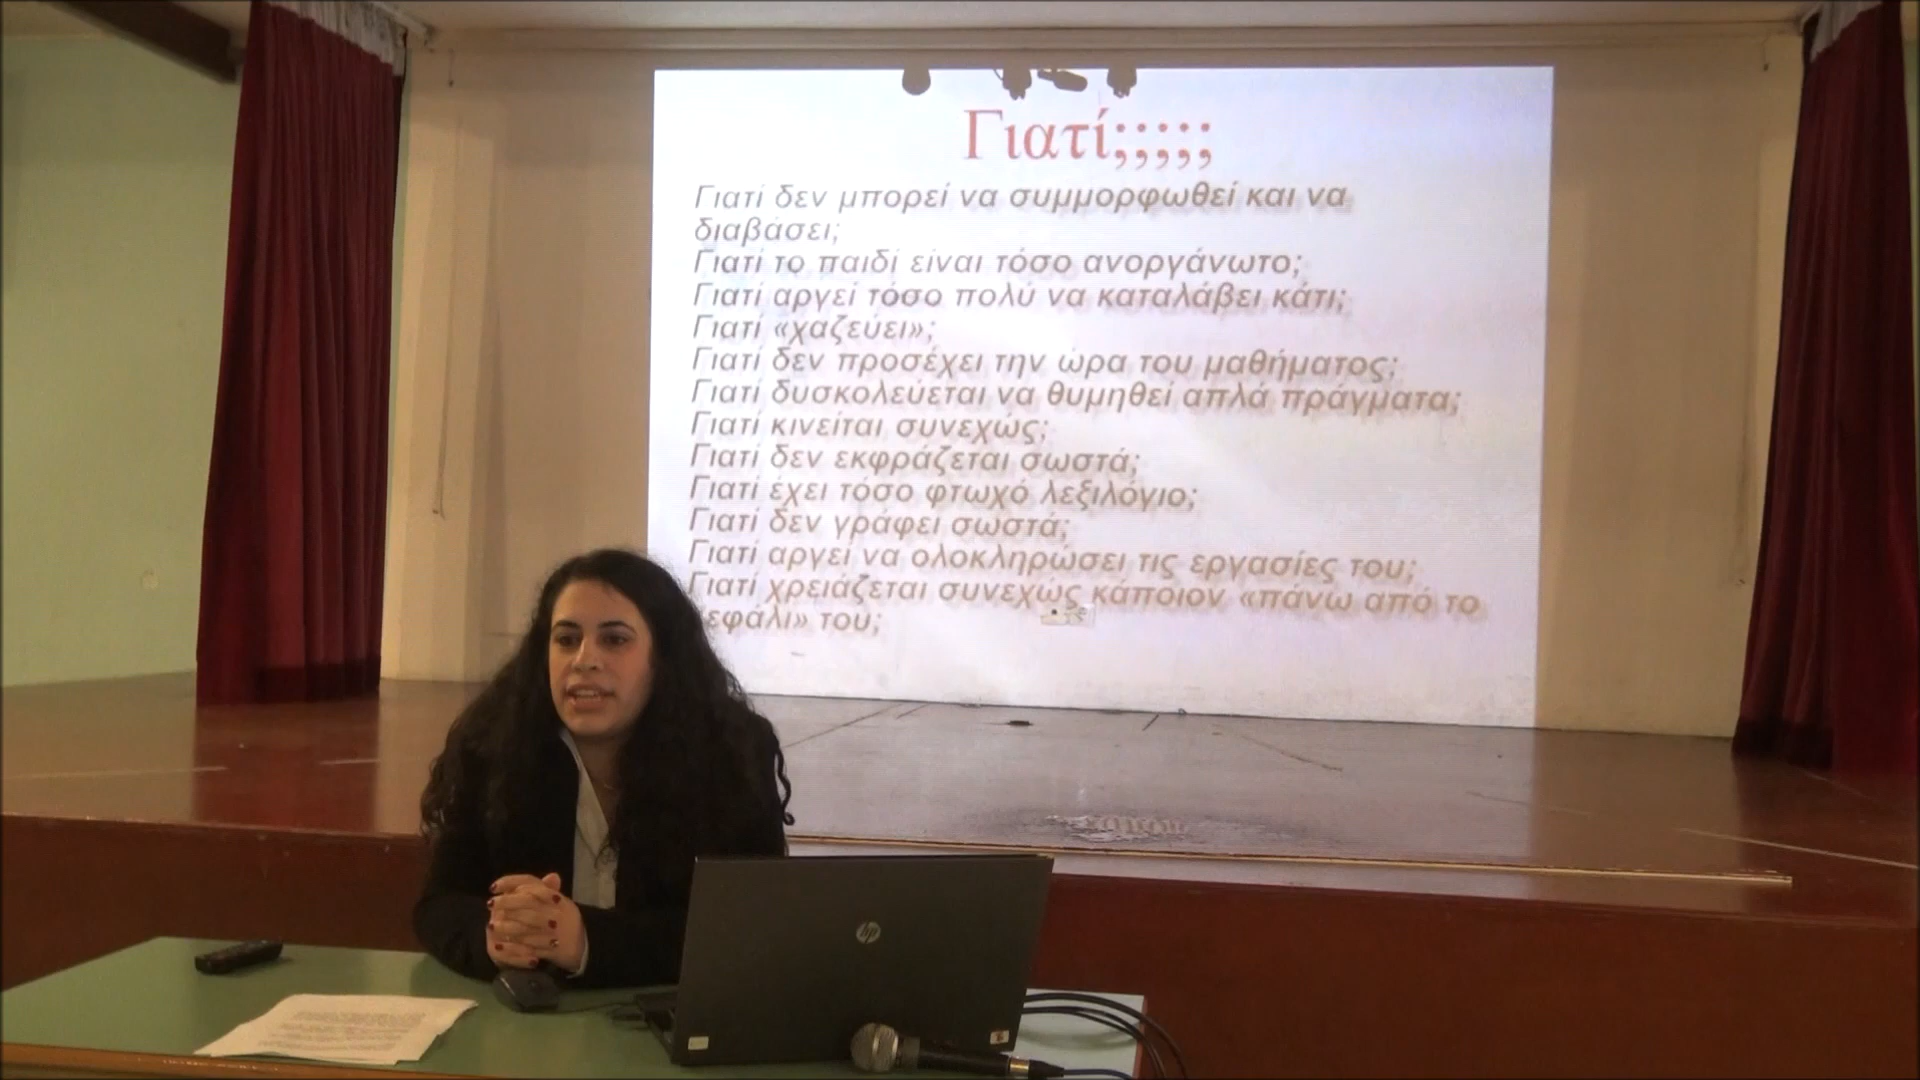 Γιατί;;;;;
Γιατί δεν μπορεί να συμμορφωθεί και να
διαβάσει;
Γιατί το παιδί είναι τόσο ανοργάνωτο;
Γιατί αργεί τόσο πολύ να καταλάβει κάτι;
Γιατί «χαζεύει»;
Γιατί δεν προσέχει την ώρα του μαθήματος;
Γιατί δυσκολεύεται να θυμηθεί απλά πράγματα;
Γιατί κινείται συνεχώς;
Γιατί δεν εκφράζεται σωστά;
Γιατί έχει τόσο φτωχό λεξιλόγιο;
Γιατί δεν γράφει σωστά;
Γιατί αργεί να ολοκληρώσει τις εργασίες του;
Γιατί χρειάζεται συνεχώς κάποιον «πάνω από το
εφάλι» του;
hp